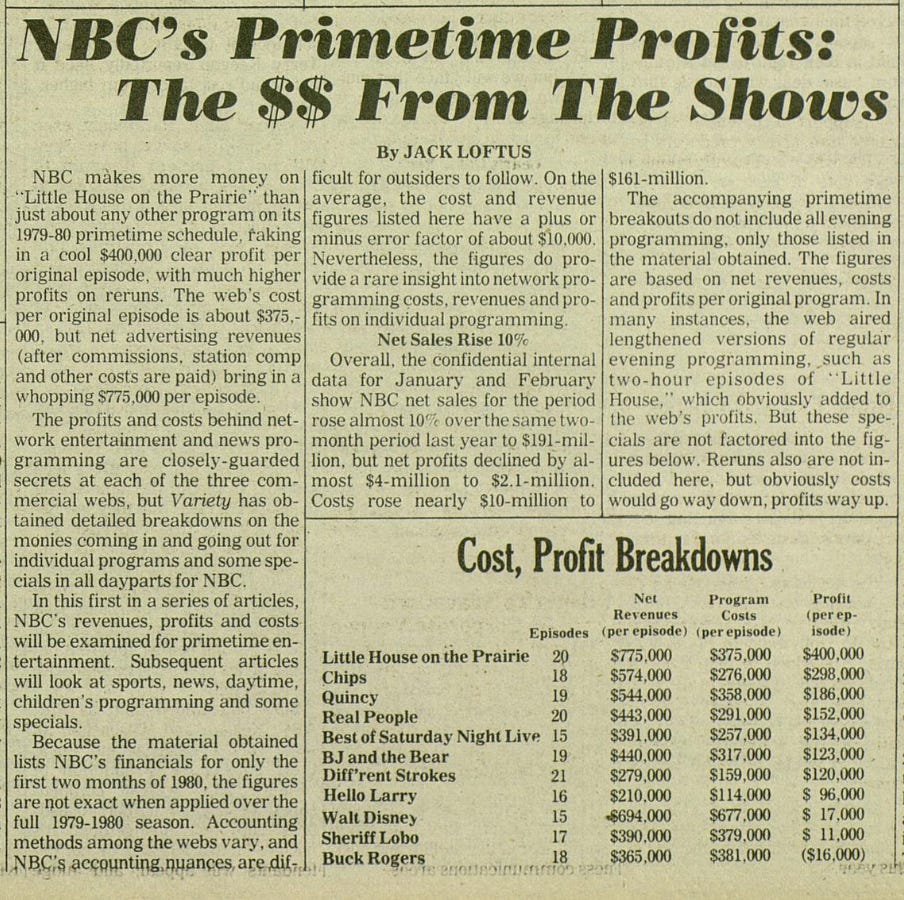 NBC's Primetime Profits:
The $$ From The Shows
By JACK LOFTUS
NBC makes more money on
"Little House on the Prairie" than
just about any other program on its
1979-80 primetime schedule, raking
in a cool $400,000 clear profit per
original episode, with much higher
profits on reruns. The web's cost
per original episode is about $375,-
000, but net advertising revenues
(after commissions, station comp
and other costs are paid) bring in a
whopping $775,000 per episode.
The profits and costs behind net-
work entertainment and news pro-
gramming are closely-guarded
secrets at each of the three com-
mercial webs, but Variety has ob-
tained detailed breakdowns on the
monies coming in and going out for
individual programs and some spe-
cials in all dayparts for NBC.
In this first in a series of articles,
NBC's revenues, profits and costs
will be examined for primetime en-
tertainment. Subsequent articles
will look at sports, news, daytime,
children's programming and some
specials.
Because the material obtained
lists NBC's financials for only the
first two months of 1980, the figures
are not exact when applied over the
full 1979-1980 season. Accounting
methods among the webs vary, and
NBC's accounting nuances are dif-
ficult for outsiders to follow. On the
average, the cost and revenue
figures listed here have a plus or
minus error factor of about $10,000.
Nevertheless, the figures do pro-
vide a rare insight into network pro-
gramming costs, revenues and pro-
fits on individual programming.
Net Sales Rise 10%
Overall, the confidential internal
data for January and February
show NBC net sales for the period
rose almost 10% over the same two-
month period last year to $191-mil-
lion, but net profits declined by al-
most $4-million to $2.1-million.
Costs rose nearly $10-million to
$161-million.
The accompanying primetime
breakouts do not include all evening
programming, only those listed in
the material obtained. The figures
are based on net revenues, costs
and profits per original program. In
many instances, the web aired
lengthened versions of regular
evening programming, such as
two-hour episodes of "Little
House," which obviously added to
the web's profits. But these spe-
cials are not factored into the fig-
ures below. Reruns also are not in-
cluded here, but obviously costs
would go way down, profits way up.
Cost, Profit Breakdowns
Net Program Profit
Revenues Costs (per ep-
Episodes (per episode) (per episode) isode)
Little House on the Prairie 20 $775,000 $375,000 $400,000
Chips 18 $574,000 $276,000 $298,000
Quincy 19 $544,000 $358,000 $186,000
Real People 20 $443,000 $291,000 $152,000
Best of Saturday Night Live 15 $391,000 $257,000 $134,000
BJ and the Bear 19 $440,000 $317,000 $123,000
Diff'rent Strokes 21 $279,000 $159,000 $120,000
Hello Larry 16 $210,000 $114,000 $ 96,000
Walt Disney 15 $694,000 $677,000 $ 17,000
Sheriff Lobo 17 $390,000 $379,000 $ 11,000
Buck Rogers 18 $365,000 $381,000 ($16,000)